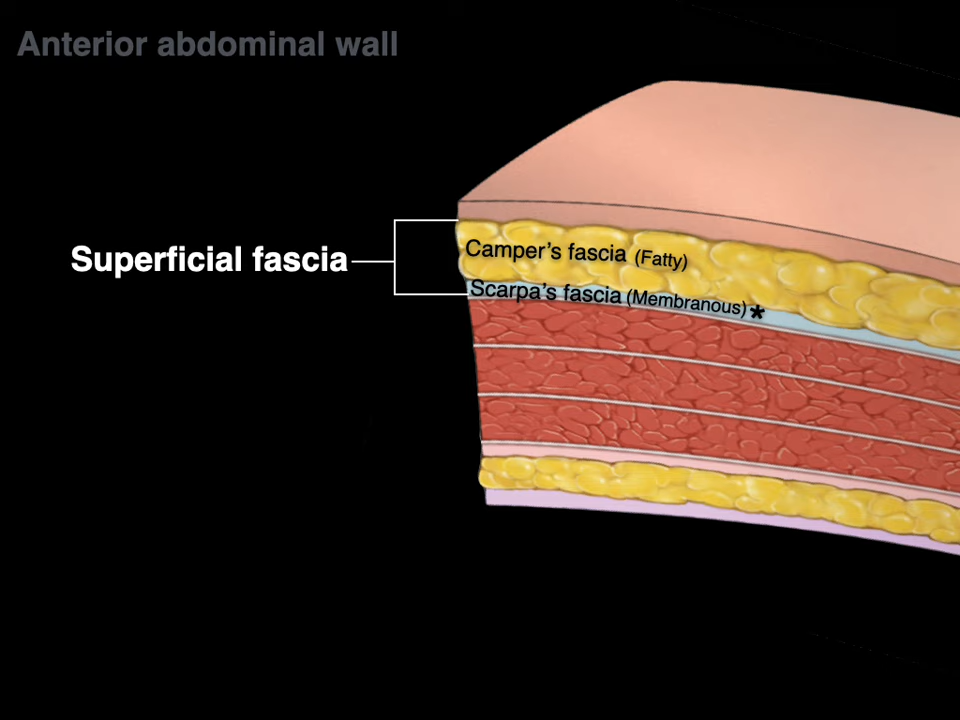 Anterior abdominal wall
Superficial fascia
Camper's fascia (Fatty)
Scarpa's fascia (Membranous)*